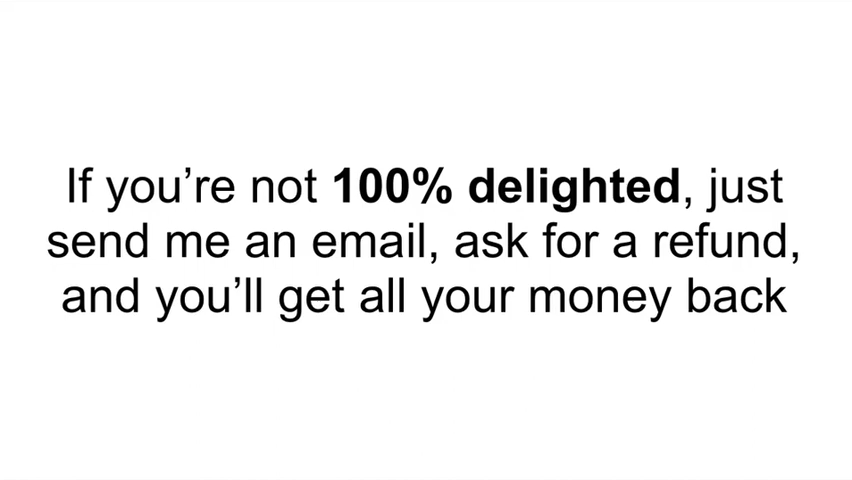 If you’re not 100% delighted, just
send me an email, ask for a refund,
and you’ll get all your money back